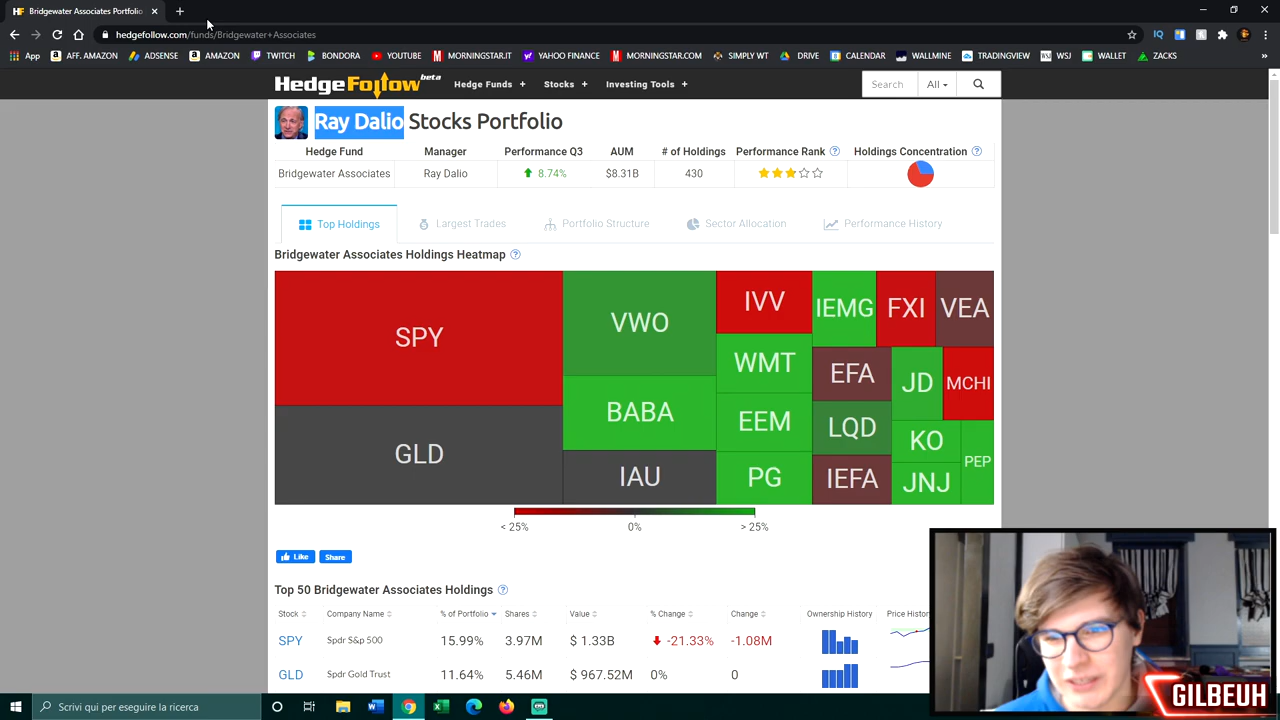 Bridgewater Associates Portfolio
hedgefollow.com/funds/Bridgewater+Associates
App AFF. AMAZON ADSENSE AMAZON TWITCH BONDORA YOUTUBE MORNINGSTAR.IT YAHOO FINANCE MORNINGSTAR.COM SIMPLY WT DRIVE CALENDAR WALLMINE TRADINGVIEW WSJ WALLET ZACKS
HedgeFollow beta Hedge Funds + Stocks + Investing Tools + Search All
Ray Dalio Stocks Portfolio
Hedge Fund Manager Performance Q3 AUM # of Holdings Performance Rank Holdings Concentration
Bridgewater Associates Ray Dalio 8.74% $8.31B 430
Top Holdings Largest Trades Portfolio Structure Sector Allocation Performance History
Bridgewater Associates Holdings Heatmap
SPY
GLD
VWO
BABA
IAU
IVV
WMT
EEM
PG
IEMG
FXI
VEA
EFA
LQD
IEFA
JD
MCHI
KO
JNJ
PEP
< 25% 0% > 25%
Like Share
Top 50 Bridgewater Associates Holdings
Stock Company Name % of Portfolio Shares Value % Change Change Ownership History Price History
SPY Spdr S&p 500 15.99% 3.97M $ 1.33B -21.33% -1.08M
GLD Spdr Gold Trust 11.64% 5.46M $ 967.52M 0% 0
GILBEUH
Scrivi qui per eseguire la ricerca